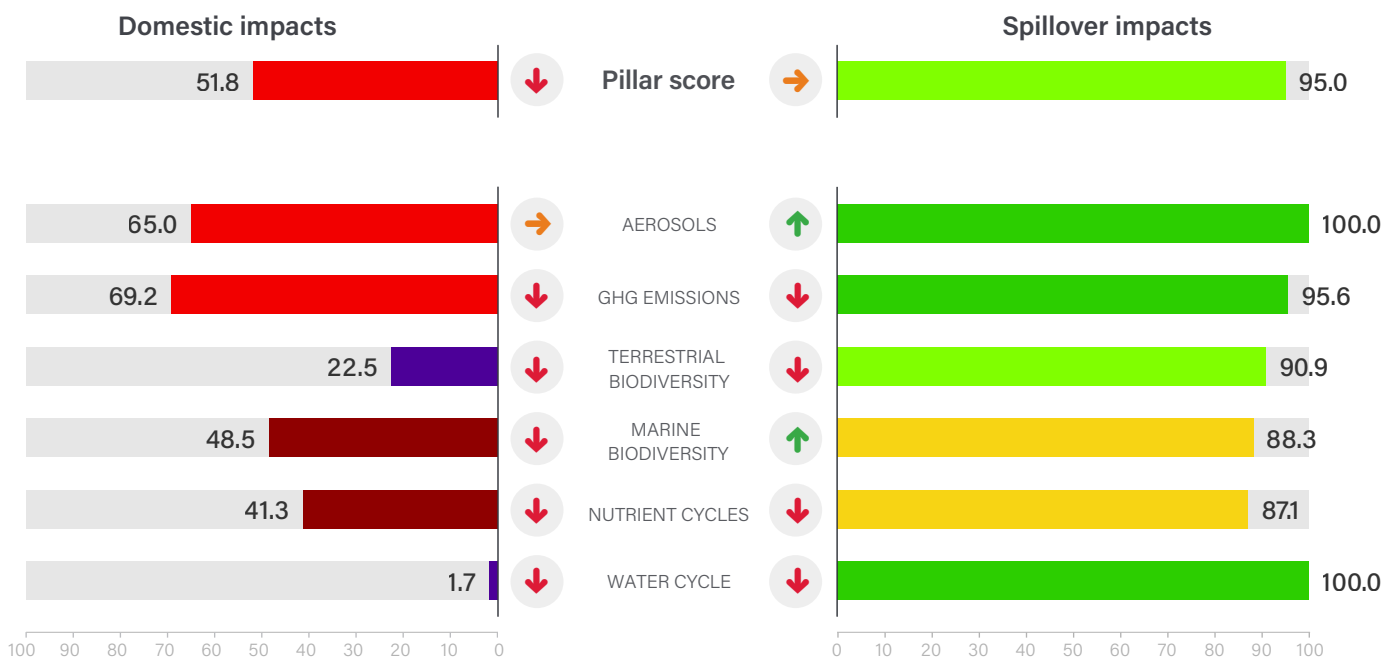 Domestic impacts
Spillover impacts
51.8
Pillar score
95.0
65.0
AEROSOLS
100.0
69.2
GHG EMISSIONS
95.6
22.5
TERRESTRIAL
BIODIVERSITY
90.9
48.5
MARINE
BIODIVERSITY
88.3
41.3
NUTRIENT CYCLES
87.1
1.7
WATER CYCLE
100.0
100 90 80 70 60 50 40 30 20 10 0
0 10 20 30 40 50 60 70 80 90 100